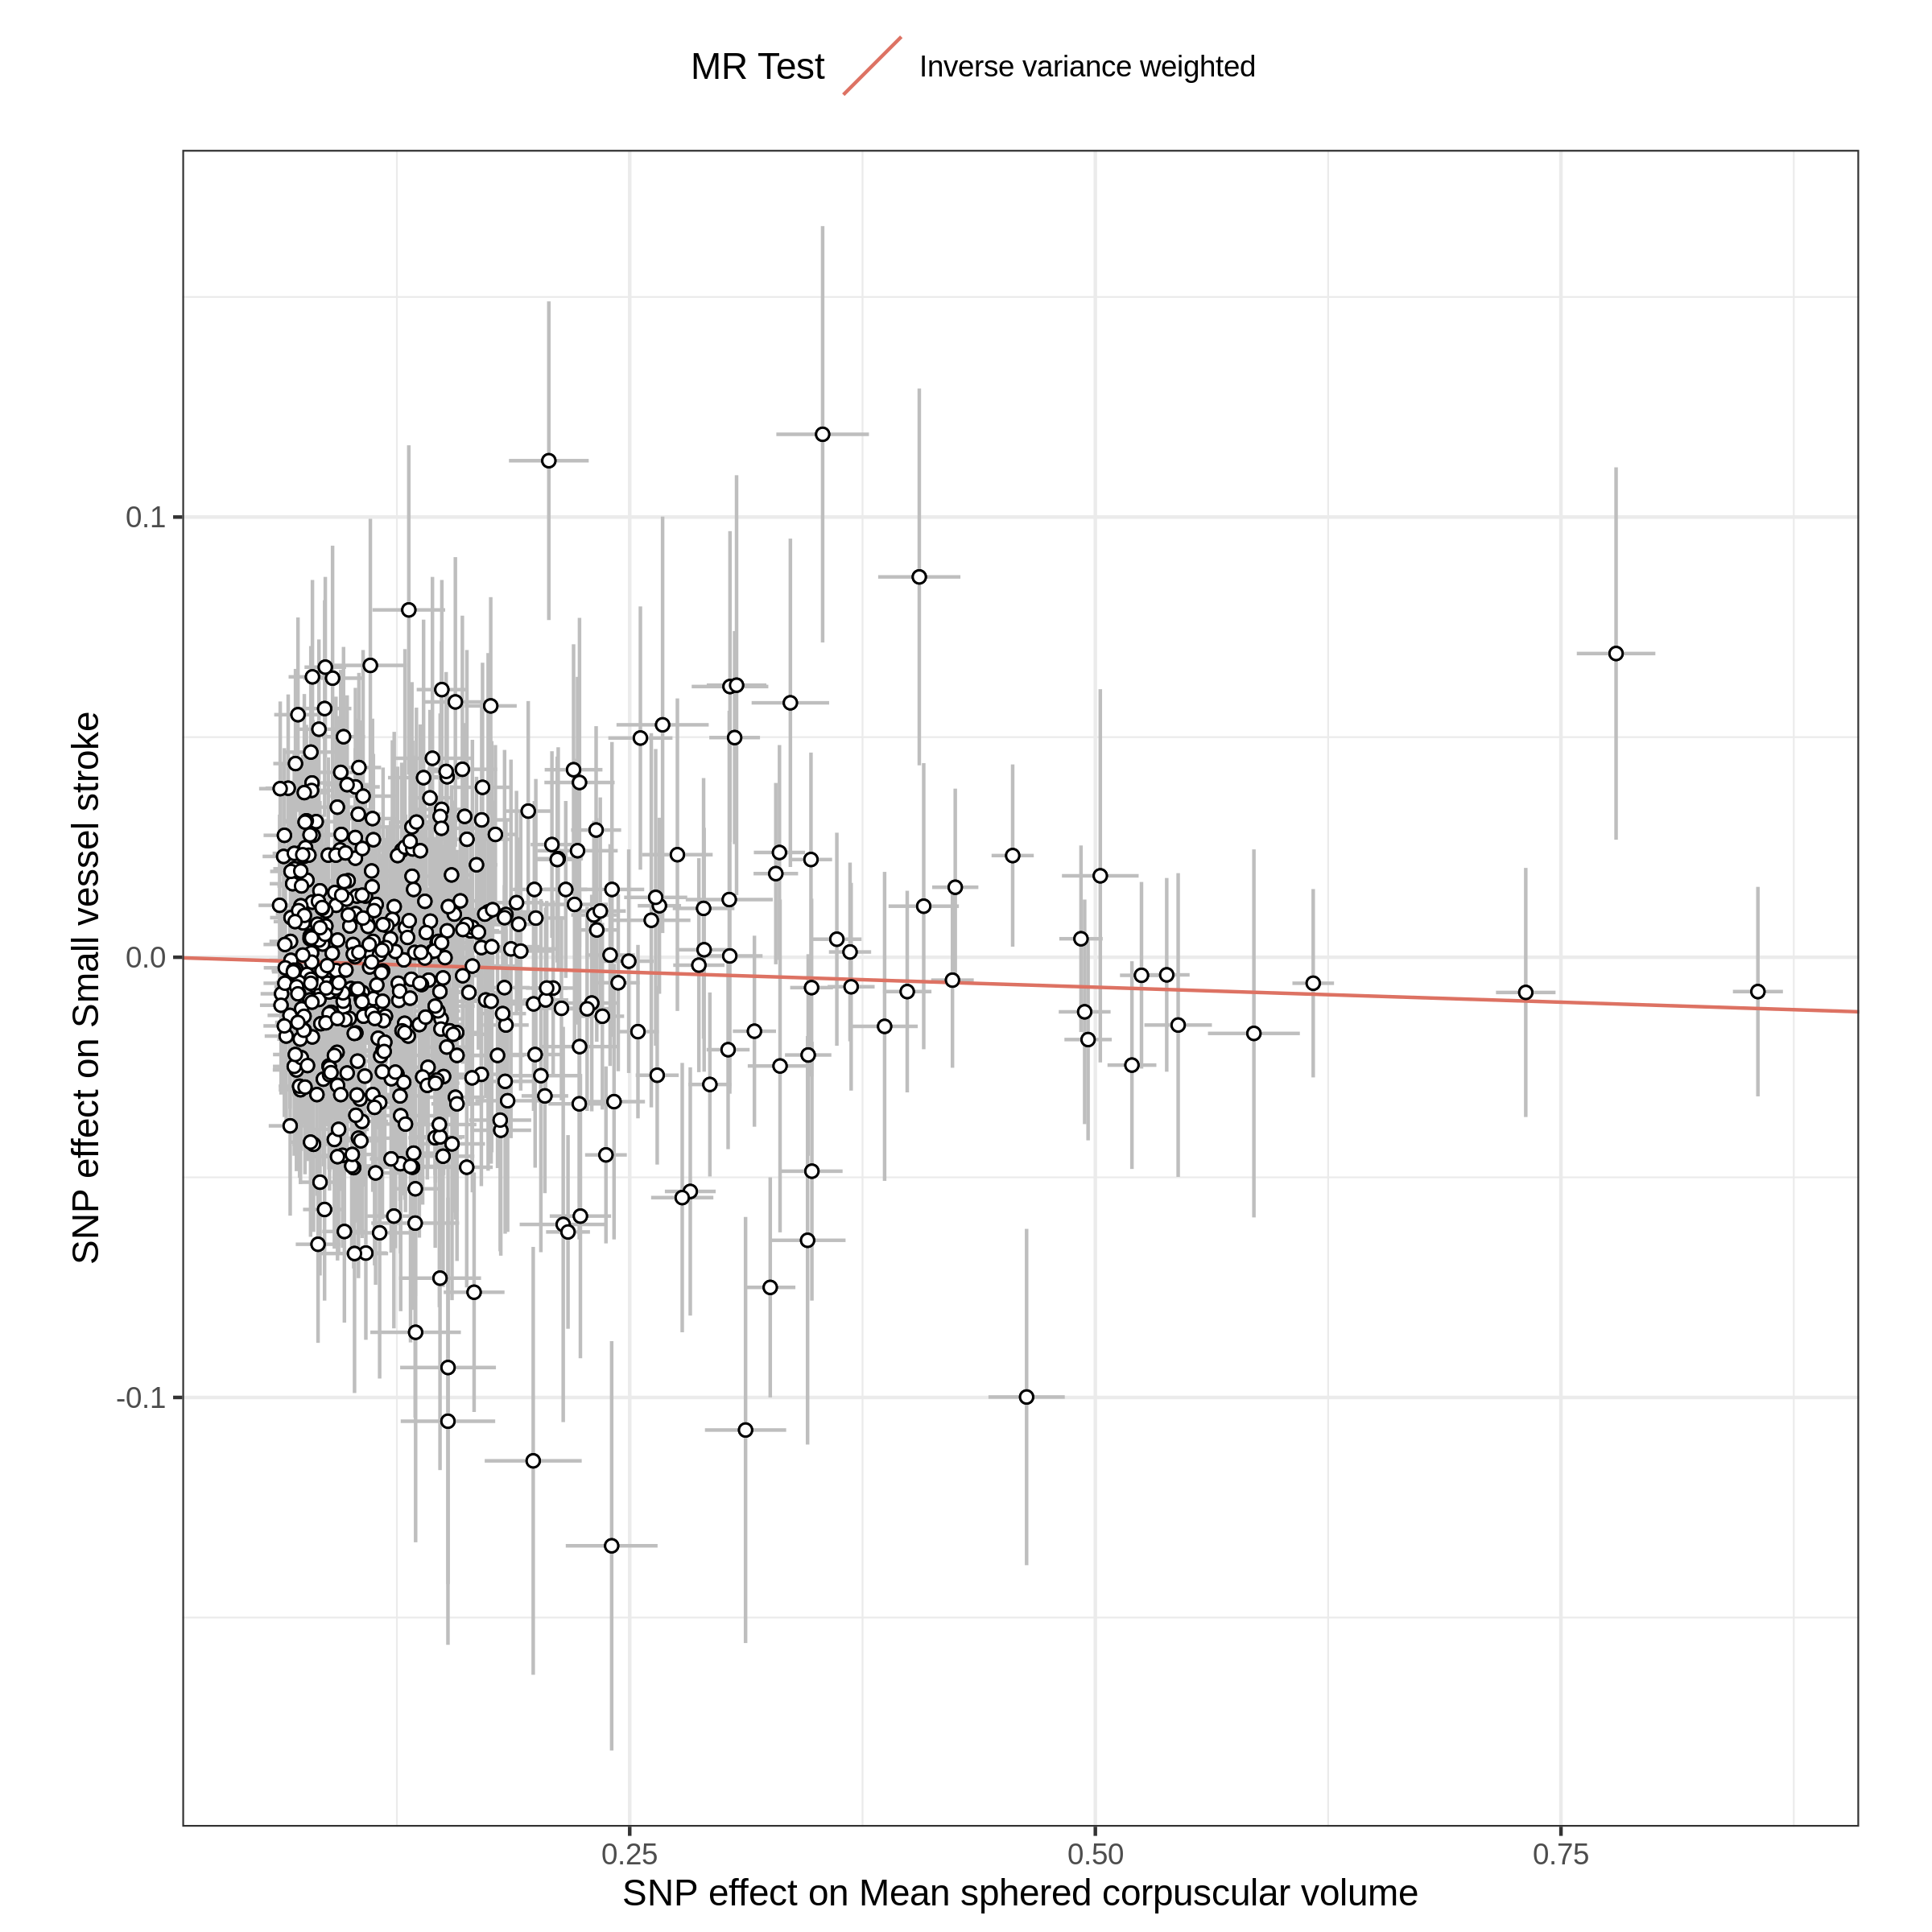 MR Test Inverse variance weighted
SNP effect on Small vessel stroke
0.1
0.0
-0.1
0.25 0.50 0.75
SNP effect on Mean sphered corpuscular volume